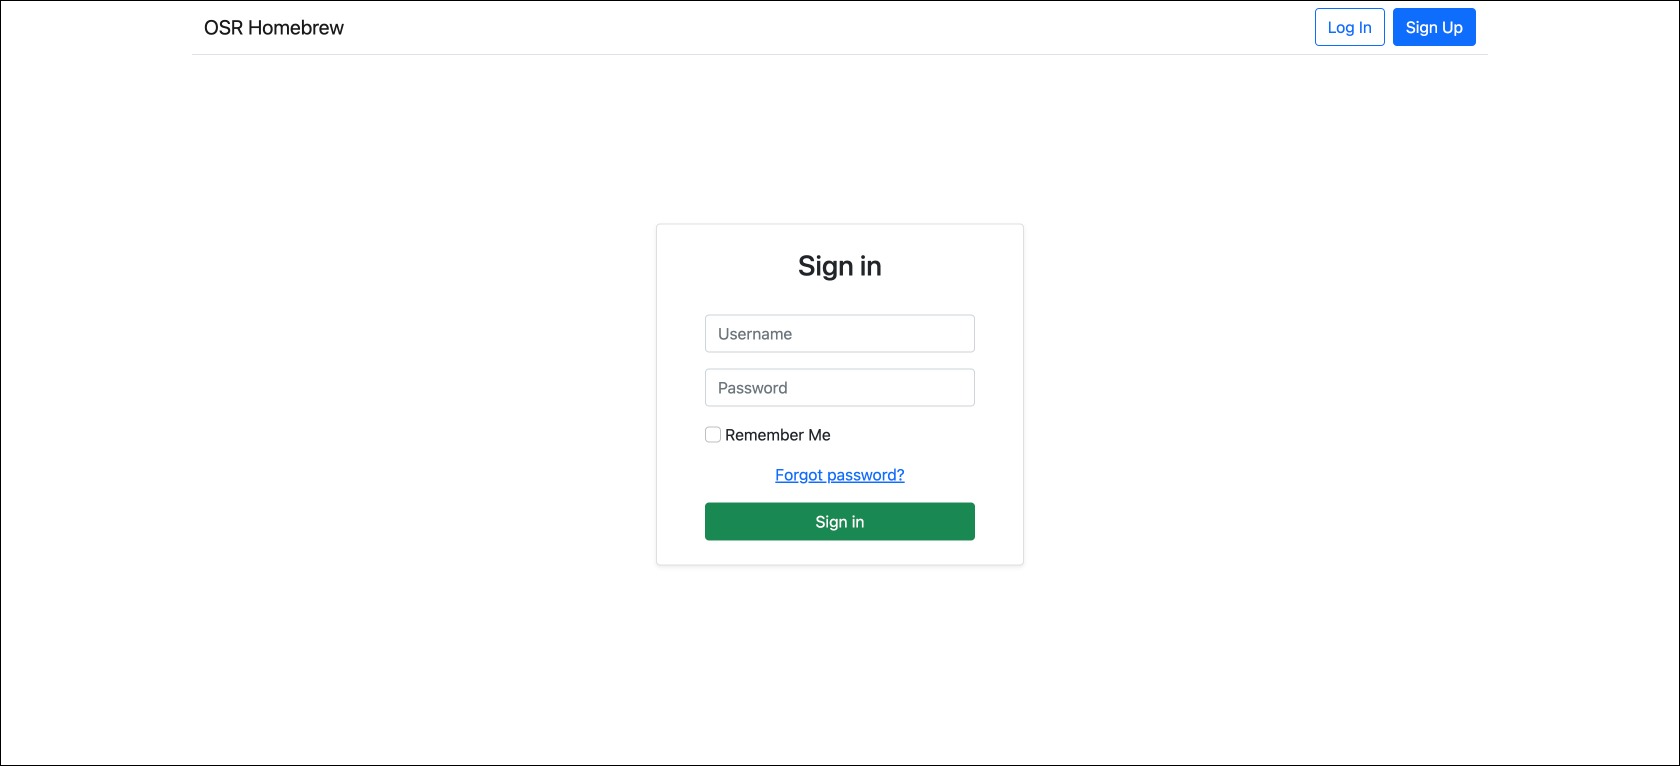 OSR Homebrew
Log In
Sign Up
Sign in
Username
Password
Remember Me
Forgot password?
Sign in